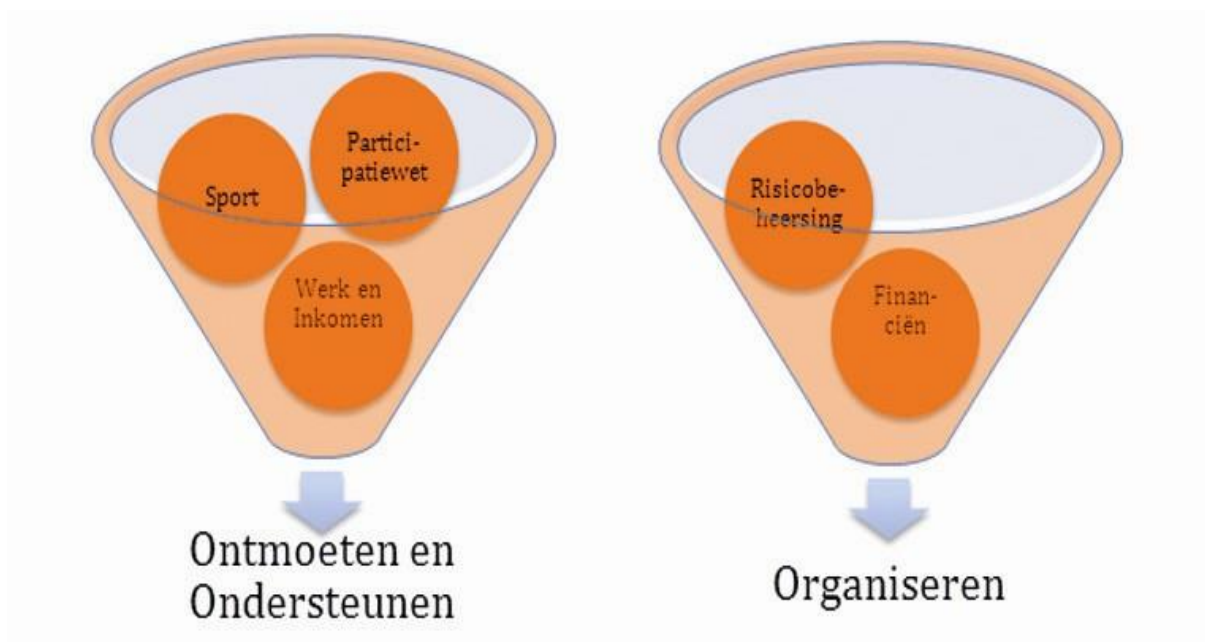 Sport
Partici-
patiewet
Werk en
Inkomen
Ontmoeten en
Ondersteunen
Risicobe-
heersing
Finan-
ciën
Organiseren